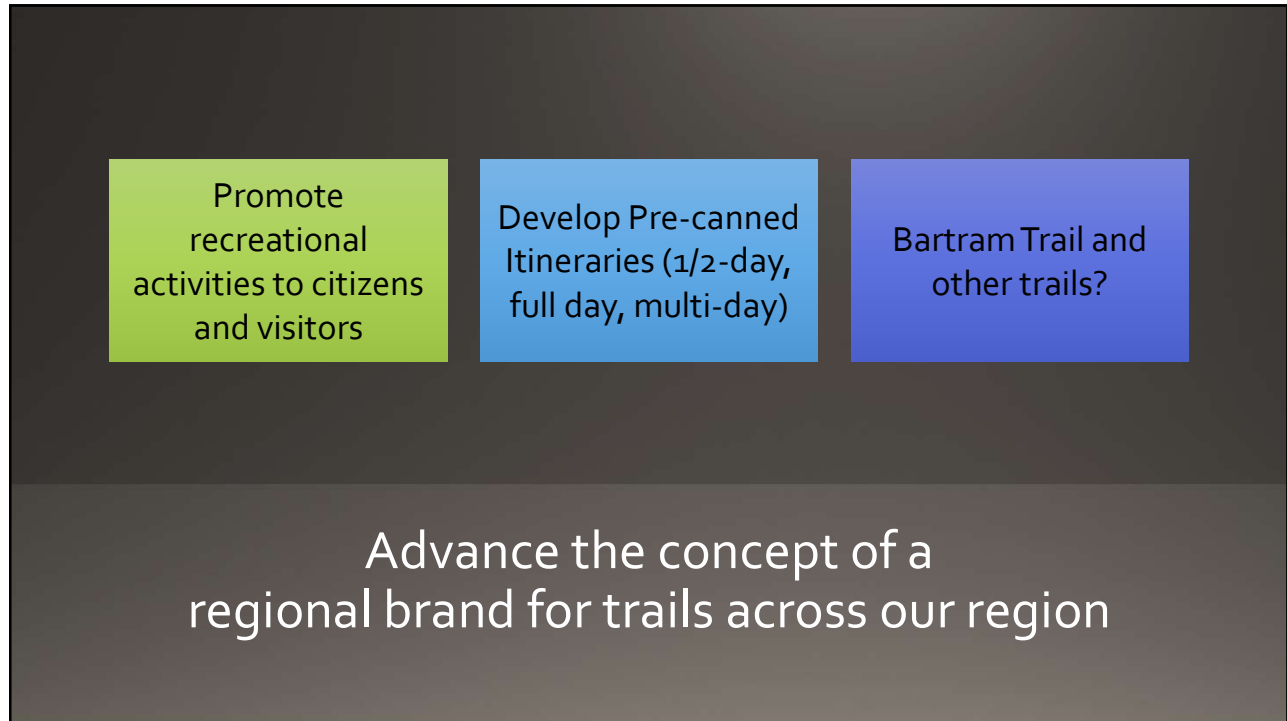 Promote
recreational
activities to citizens
and visitors
Develop Pre-canned
Itineraries (1/2-day,
full day, multi-day)
Bartram Trail and
other trails?
Advance the concept of a
regional brand for trails across our region